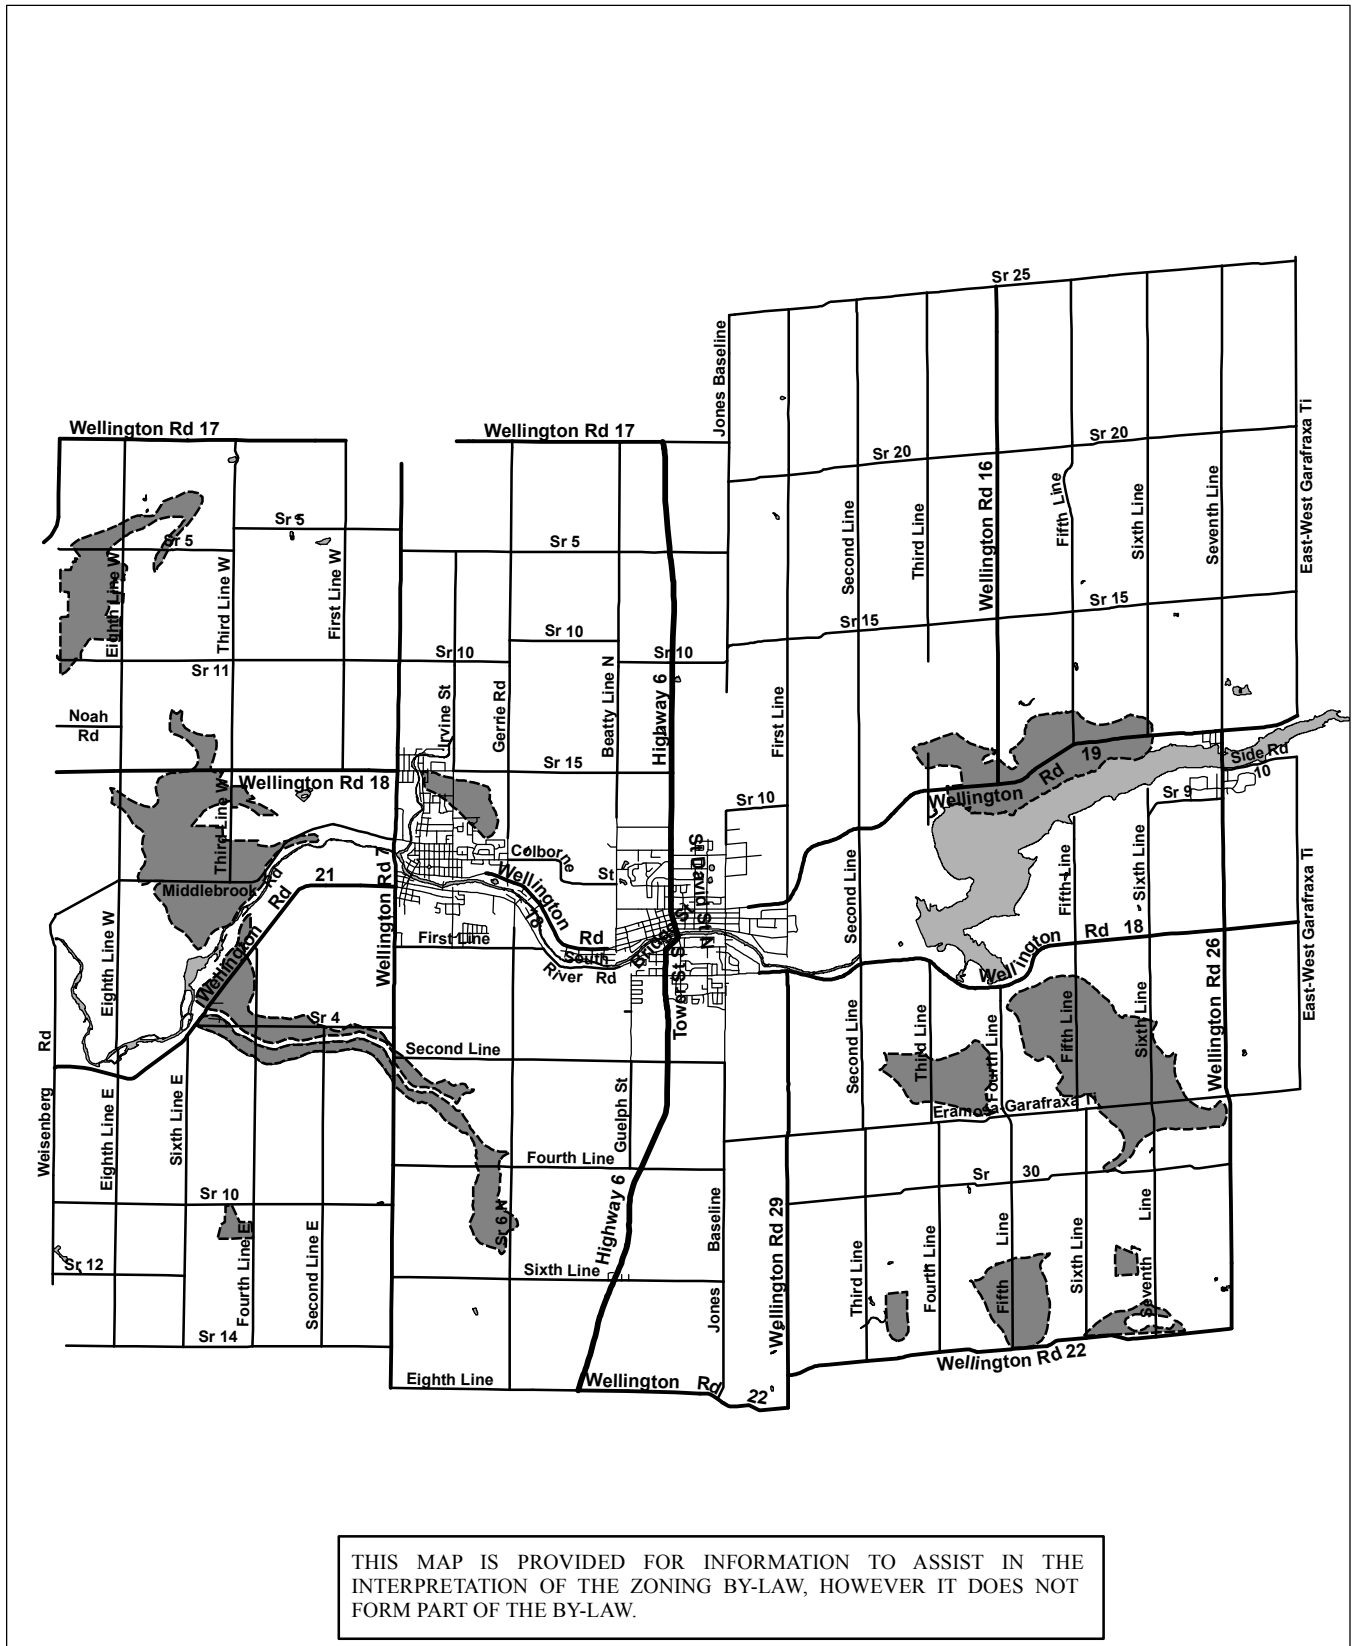 Sr 25
Jones Baseline
East-West Garafraxa Tl
Wellington Rd 17
Wellington Rd 17
Sr 20
Sr 20
Wellington Rd 16
Fifth Line
Sixth Line
Seventh Line
Second Line
Third Line
Sr 5
Sr 5
Sr 5
Eighth Line W
Third Line W
First Line W
Sr 15
Sr 15
Sr 10
Sr 10
Sr 10
Sr 11
Irvine St
Gerrie Rd
Beatty Line N
Highway 6
First Line
Noah
Rd
Wellington Rd 18
Sr 15
Wellington Rd 19
Side Rd
10
Sr 9
Sr 10
Third Line W
Colborne
St
Wellington
18
Rd
St David St N
Middlebrook Rd
Wellington Rd 21
Wellington Rd 7
First Line
South
River Rd
Bridge St
Tower St S
Second Line
Fifth Line
Sixth Line
Wellington Rd 18
Wellington Rd 26
East-West Garafraxa Tl
Eighth Line W
Sr 4
Second Line
Weisenberg Rd
Eighth Line E
Sixth Line E
Guelph St
Second Line
Third Line
Fourth Line
Fifth Line
Sixth Line
Eramosa-Garafraxa Tl
Fourth Line
Sr 30
Sr 10
Sr 6 N
Highway 6
Jones Baseline
Wellington Rd 29
Sr 12
Fourth Line E
Second Line E
Sixth Line
Third Line
Fourth Line
Fifth Line
Sixth Line
Seventh Line
Sr 14
Eighth Line
Wellington Rd 22
Wellington Rd 22
THIS MAP IS PROVIDED FOR INFORMATION TO ASSIST IN THE
INTERPRETATION OF THE ZONING BY-LAW, HOWEVER IT DOES NOT
FORM PART OF THE BY-LAW.